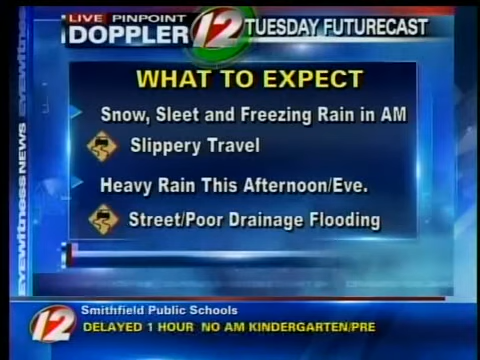 LIVE PINPOINT
DOPPLER 12 TUESDAY FUTURECAST
WHAT TO EXPECT
Snow, Sleet and Freezing Rain in AM
Slippery Travel
Heavy Rain This Afternoon/Eve.
Street/Poor Drainage Flooding
EYEWITNESS NEWS
12
Smithfield Public Schools
DELAYED 1 HOUR NO AM KINDERGARTEN/PRE